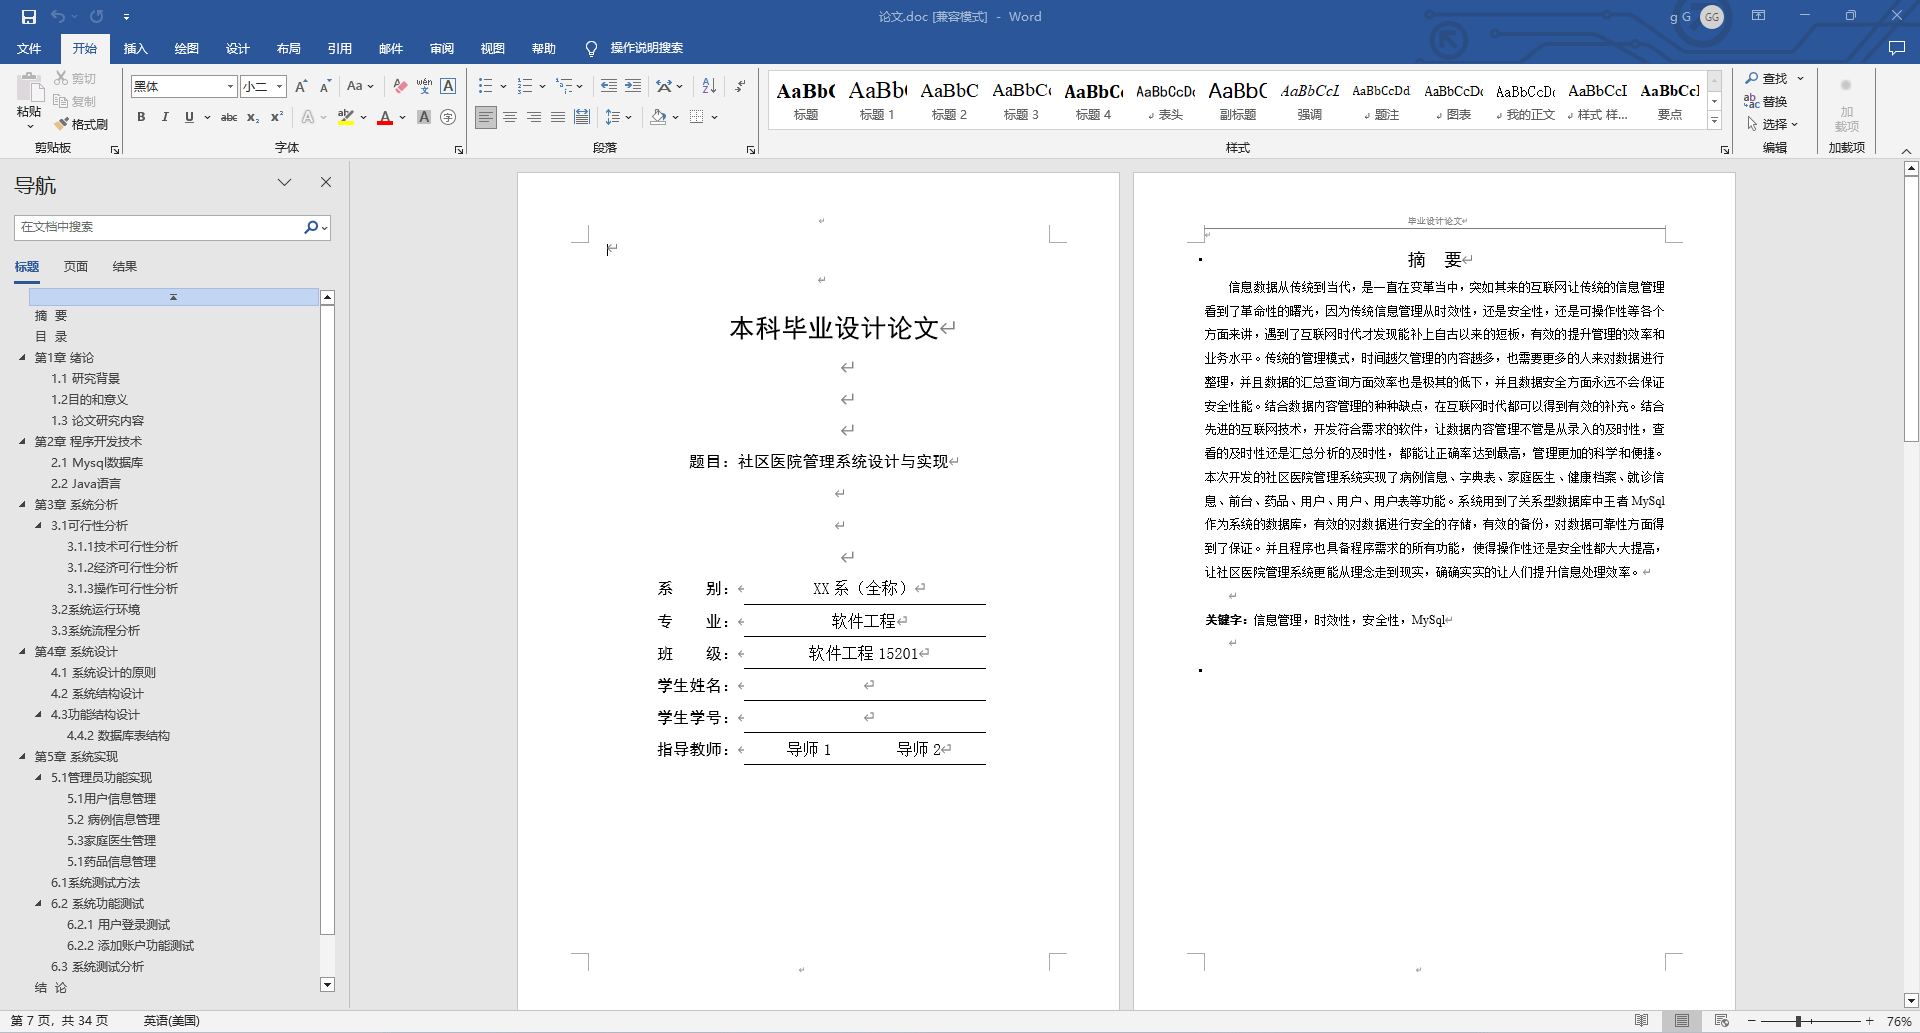 论文.doc [兼容模式] - Word
g G
GG
文件 开始 插入 绘图 设计 布局 引用 邮件 审阅 视图 帮助 操作说明搜索
粘贴
剪切
复制
格式刷
剪贴板
黑体 小二
字体
段落
AaBbC AaBb( AaBbC AaBbC( AaBbC( AaBbCcDc AaBbC AaBbCcL AaBbCcDd. AaBbCcDc AaBbCcDc AaBbCcI AaBbCcl
标题 标题 1 标题 2 标题 3 标题 4 表头 副标题 强调 题注 图表 我的正文 样式 样... 要点
样式
查找
替换
选择
编辑
加载项
加载项
导航
在文档中搜索
标题 页面 结果
摘 要
目 录
第1章 绪论
1.1 研究背景
1.2目的和意义
1.3 论文研究内容
第2章 程序开发技术
2.1 Mysql数据库
2.2 Java语言
第3章 系统分析
3.1可行性分析
3.1.1技术可行性分析
3.1.2经济可行性分析
3.1.3操作可行性分析
3.2系统运行环境
3.3系统流程分析
第4章 系统设计
4.1 系统设计的原则
4.2 系统结构设计
4.3功能结构设计
4.4.2 数据库表结构
第5章 系统实现
5.1管理员功能实现
5.1用户信息管理
5.2 病例信息管理
5.3家庭医生管理
5.1药品信息管理
6.1系统测试方法
6.2 系统功能测试
6.2.1 用户登录测试
6.2.2 添加账户功能测试
6.3 系统测试分析
结 论
本科毕业设计论文
题目：社区医院管理系统设计与实现
系 别： XX 系（全称）
专 业： 软件工程
班 级： 软件工程 15201
学生姓名：
学生学号：
指导教师： 导师 1 导师 2
毕业设计论文
摘 要
信息数据从传统到当代，是一直在变革当中，突如其来的互联网让传统的信息管理
看到了革命性的曙光，因为传统信息管理从时效性，还是安全性，还是可操作性等各个
方面来讲，遇到了互联网时代才发现能补上自古以来的短板，有效的提升管理的效率和
业务水平。传统的管理模式，时间越久管理的内容越多，也需要更多的人来对数据进行
整理，并且数据的汇总查询方面效率也是极其的低下，并且数据安全方面永远不会保证
安全性能。结合数据内容管理的种种缺点，在互联网时代都可以得到有效的补充。结合
先进的互联网技术，开发符合需求的软件，让数据内容管理不管是从录入的及时性，查
看的及时性还是汇总分析的及时性，都能让正确率达到最高，管理更加的科学和便捷。
本次开发的社区医院管理系统实现了病例信息、字典表、家庭医生、健康档案、就诊信
息、前台、药品、用户、用户、用户表等功能。系统用到了关系型数据库中王者 MySql
作为系统的数据库，有效的对数据进行安全的存储，有效的备份，对数据可靠性方面得
到了保证。并且程序也具备程序需求的所有功能，使得操作性还是安全性都大大提高，
让社区医院管理系统更能从理念走到现实，确确实实的让人们提升信息处理效率。
关键字：信息管理，时效性，安全性，MySql
第 7 页，共 34 页 英语(美国)
76%